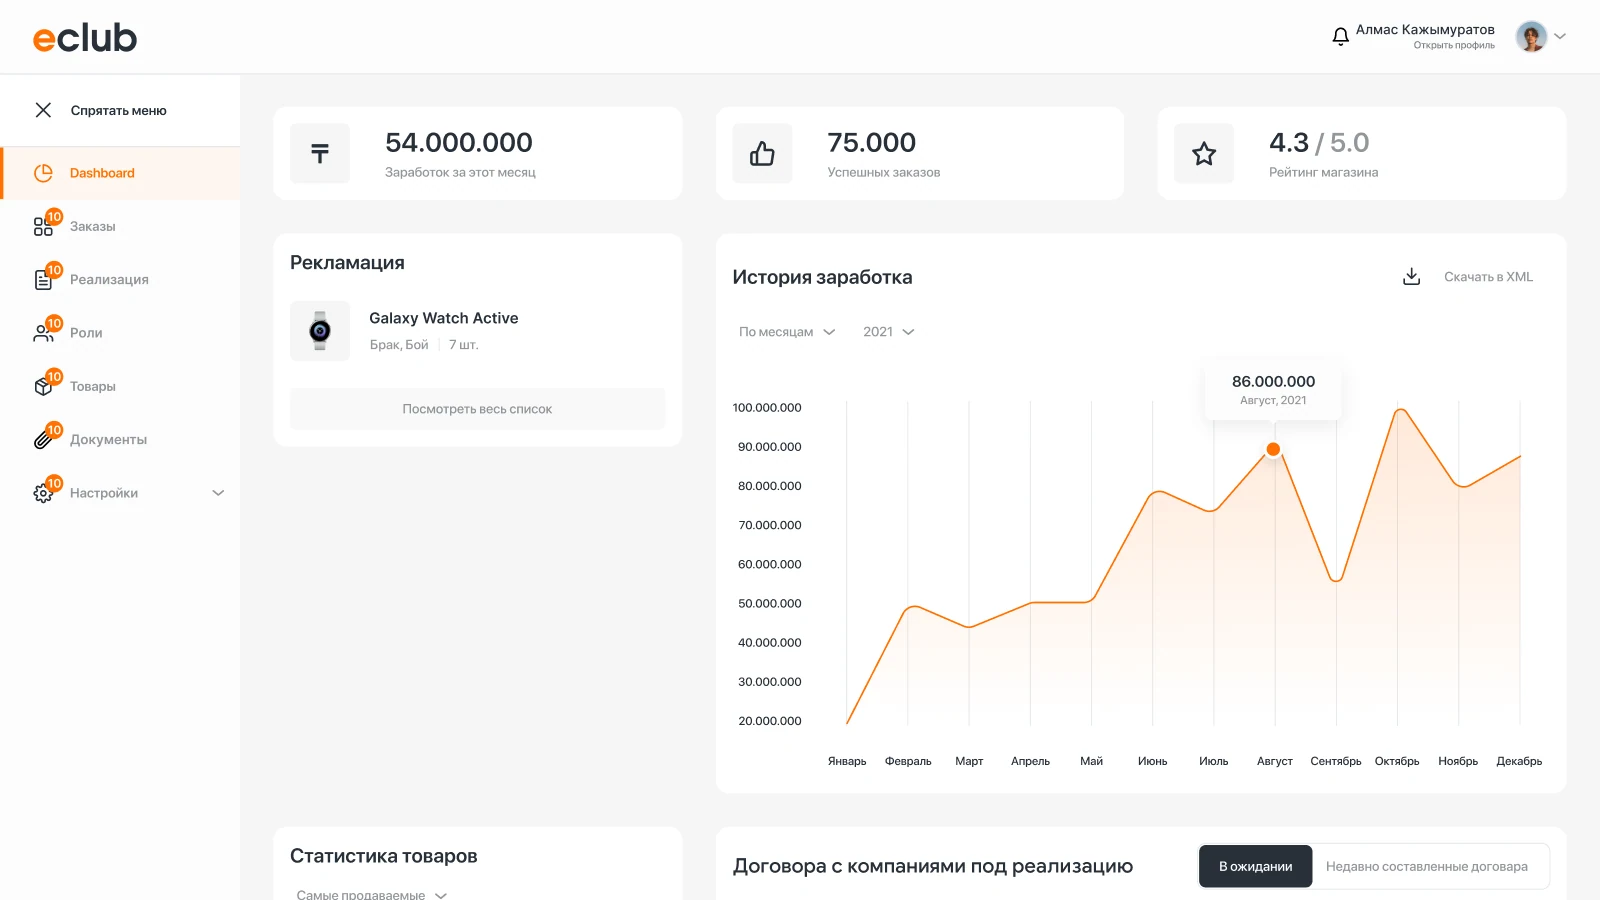 eclub
Алмас Кажымуратов
Открыть профиль
Спрятать меню
Dashboard
10
Заказы
10
Реализация
10
Роли
10
Товары
10
Документы
10
Настройки
54.000.000
Заработок за этот месяц
75.000
Успешных заказов
4.3 / 5.0
Рейтинг магазина
Рекламация
Galaxy Watch Active
Брак, Бой 7 шт.
Посмотреть весь список
История заработка
Скачать в XML
По месяцам 2021
86.000.000
Август, 2021
100.000.000
90.000.000
80.000.000
70.000.000
60.000.000
50.000.000
40.000.000
30.000.000
20.000.000
Январь Февраль Март Апрель Май Июнь Июль Август Сентябрь Октябрь Ноябрь Декабрь
Статистика товаров
Самые продаваемые
Договора с компаниями под реализацию
В ожидании
Недавно составленные договора